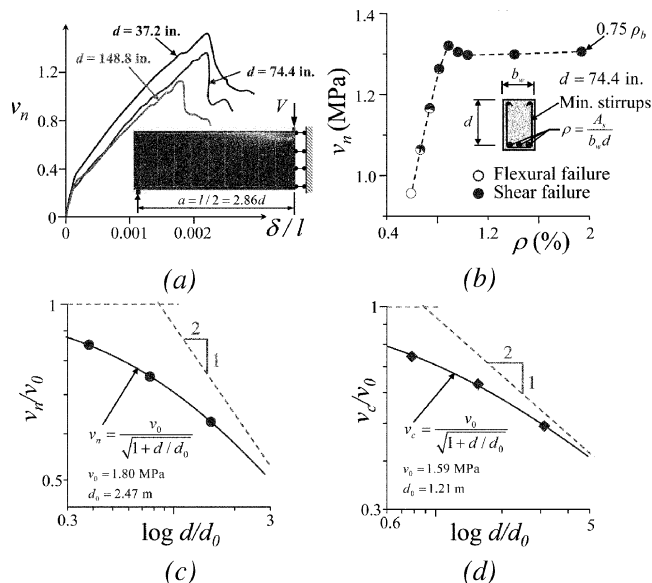 d = 37.2 in.
d = 148.8 in.
d = 74.4 in.
1.2
0.8
0.4
0
v_n
0
0.001
0.002
δ / l
V
a = l / 2 = 2.86d
(a)
1.4
1.2
1.0
0.9
v_n (MPa)
0.4
1.2
2
ρ (%)
0.75 ρ_b
b_w
d
d = 74.4 in.
Min. stirrups
ρ = A_s / b_w d
Flexural failure
Shear failure
(b)
1
0.5
v_n/v_0
2
1
v_n = v_0 / √(1 + d / d_0)
v_0 = 1.80 MPa
d_0 = 2.47 m
0.3
3
log d/d_0
(c)
1
0.3
v_c/v_0
2
1
v_c = v_0 / √(1 + d / d_0)
v_0 = 1.59 MPa
d_0 = 1.21 m
0.6
5
log d/d_0
(d)